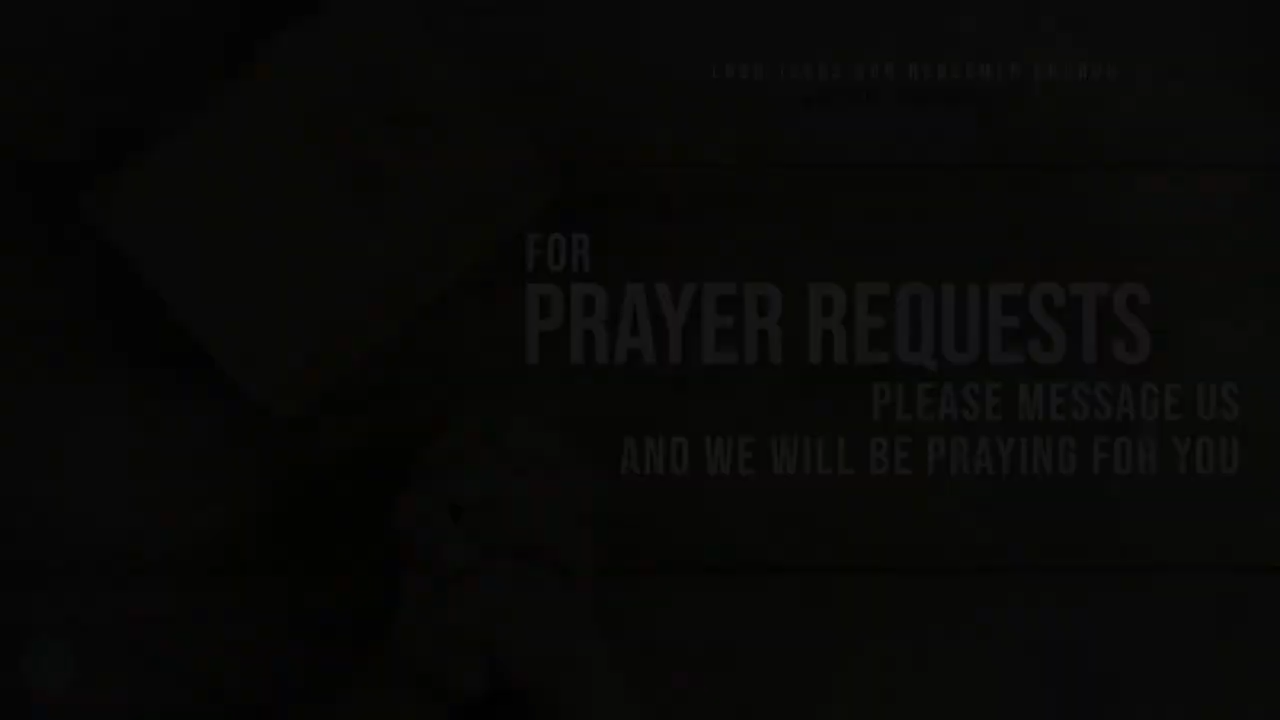 FOR
PRAYER REQUESTS
PLEASE MESSAGE US
AND WE WILL BE PRAYING FOR YOU